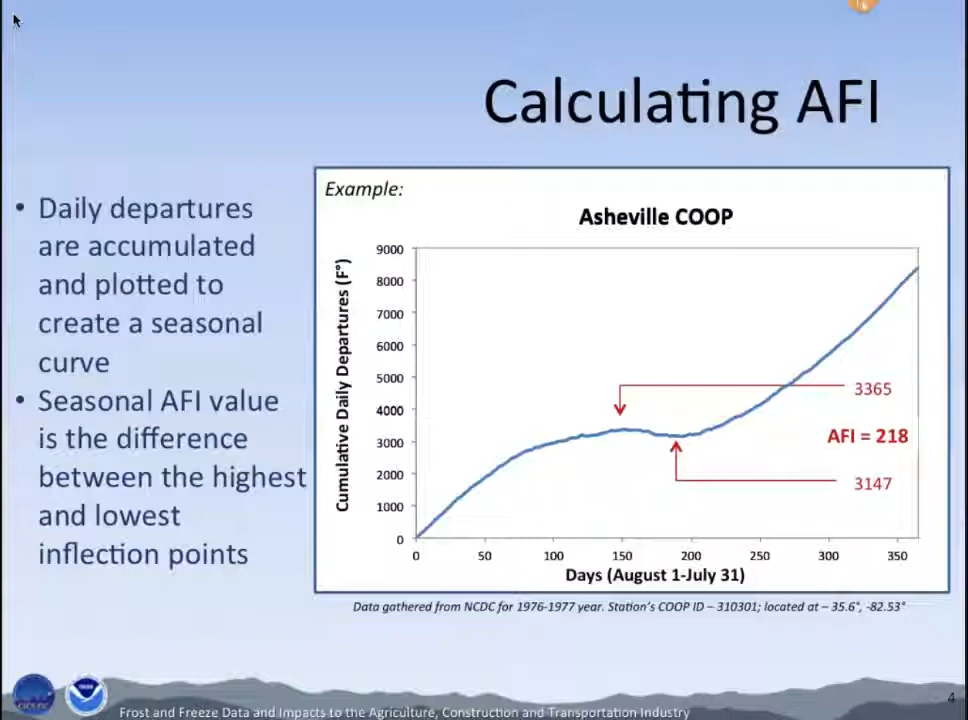 Calculating AFI
• Daily departures
are accumulated
and plotted to
create a seasonal
curve
• Seasonal AFI value
is the difference
between the highest
and lowest
inflection points
Example:
Asheville COOP
Cumulative Daily Departures (F°)
9000
8000
7000
6000
5000
4000
3000
2000
1000
0
3365
AFI = 218
3147
0 50 100 150 200 250 300 350
Days (August 1-July 31)
Data gathered from NCDC for 1976-1977 year. Station's COOP ID – 310301; located at – 35.6°, -82.53°
4
Frost and Freeze Data and Impacts to the Agriculture, Construction and Transportation Industry